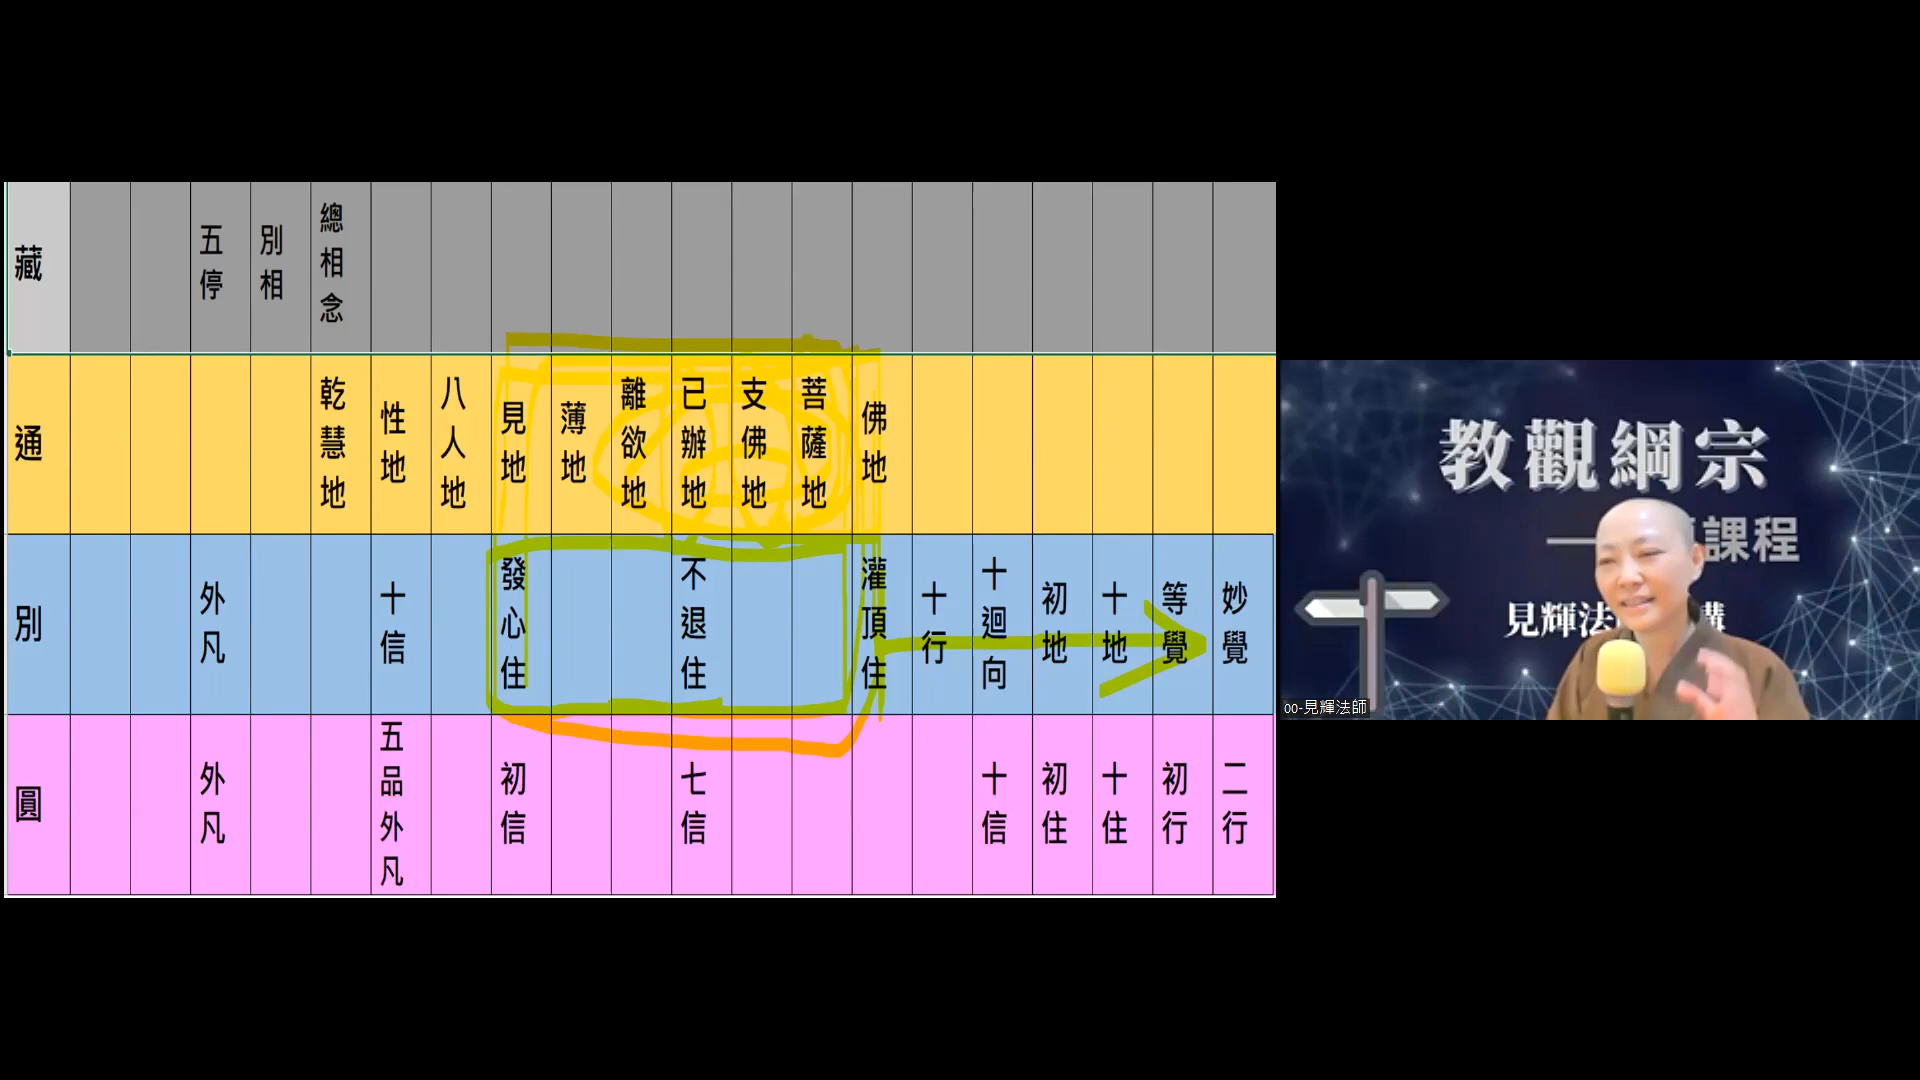 藏 五停 別相 總相念
通 乾慧地 性地 八人地 見地 薄地 離欲地 已辦地 支佛地 菩薩地 佛地
別 外凡 十信 發心住 不退住 灌頂住 十行 十迴向 初地 十地 等覺 妙覺
圓 外凡 五品外凡 初信 七信 十信 初住 十住 初行 二行
教觀綱宗
課程
見輝法 講
oo-見輝法師